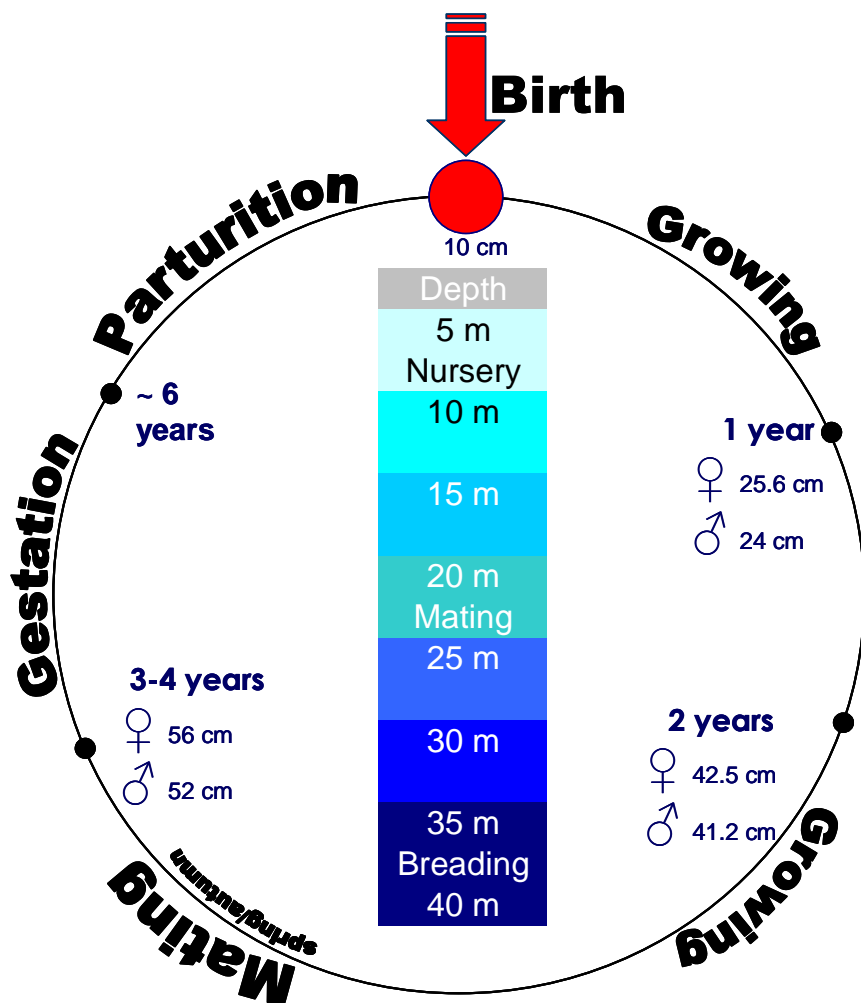 Birth
10 cm
Growing
1 year
♀ 25.6 cm
♂ 24 cm
2 years
♀ 42.5 cm
♂ 41.2 cm
Growing
Mating
spring/autumn
3-4 years
♀ 56 cm
♂ 52 cm
Gestation
~ 6
years
Parturition
Depth
5 m
Nursery
10 m
15 m
20 m
Mating
25 m
30 m
35 m
Breading
40 m